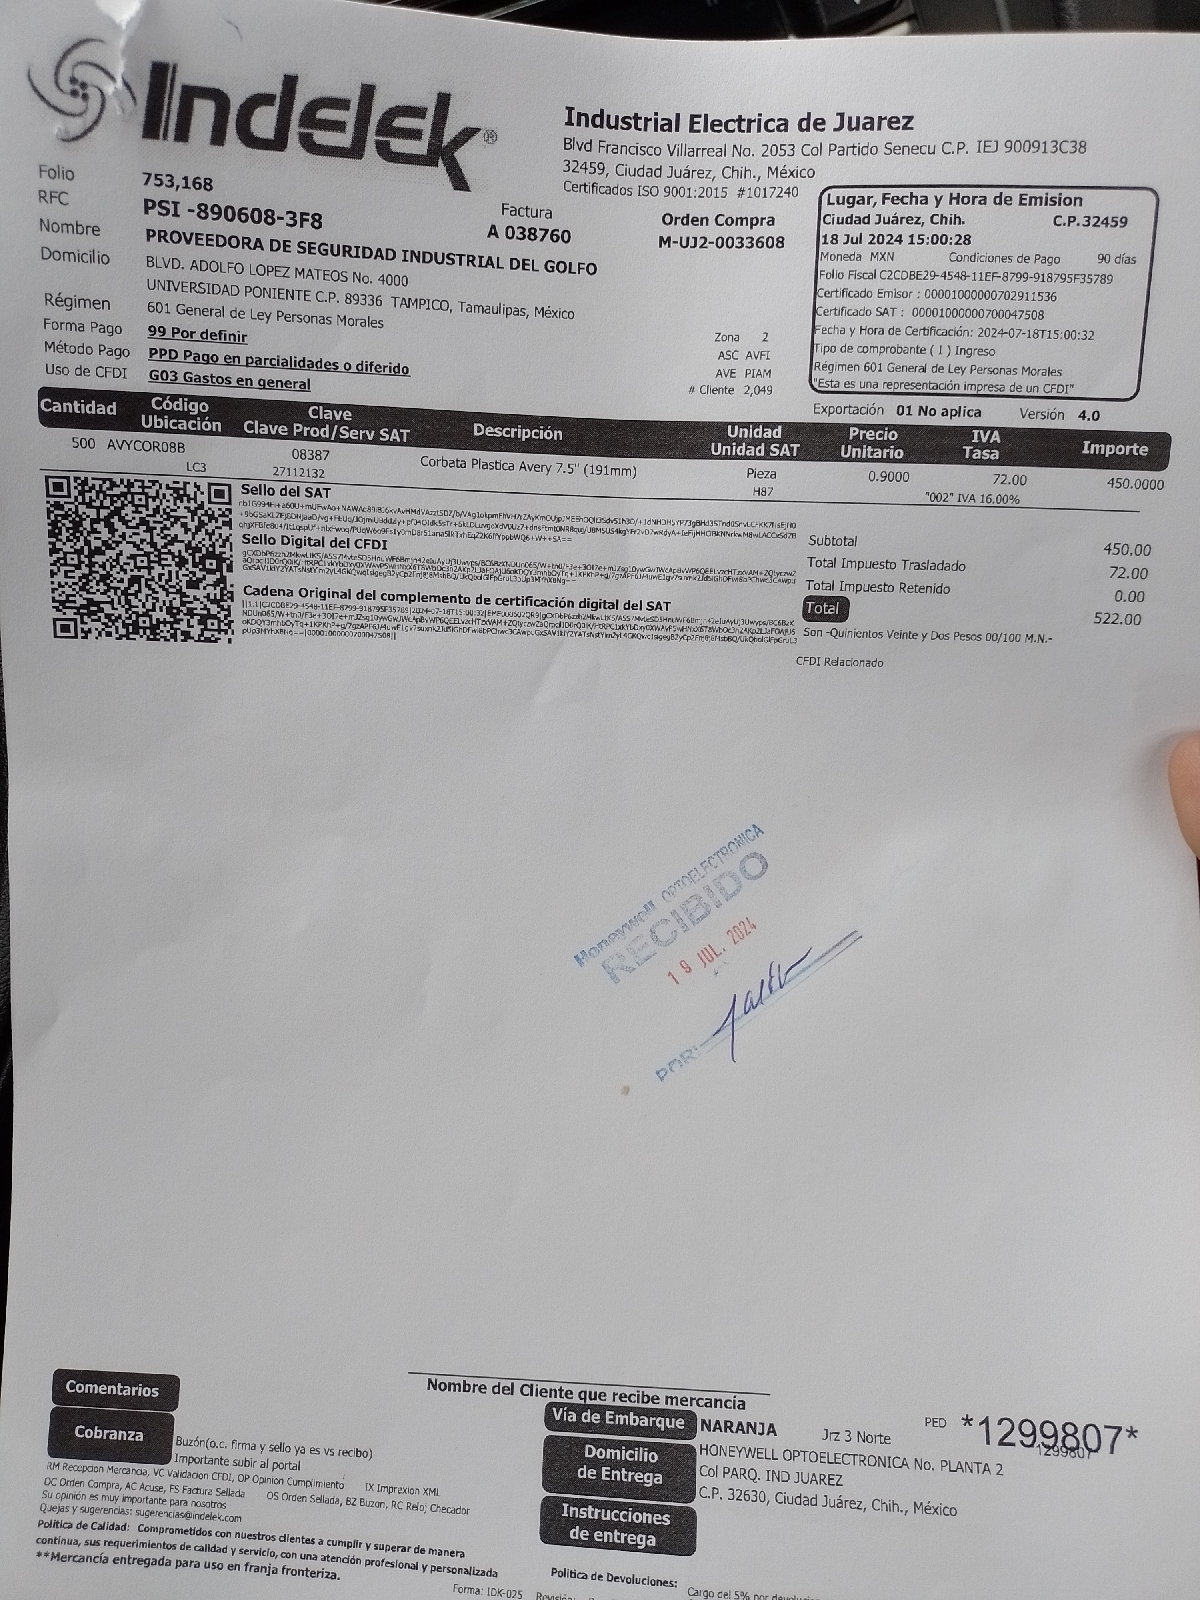 Indelek®
Industrial Electrica de Juarez
Blvd Francisco Villarreal No. 2053 Col Partido Senecu C.P. IEJ 900913C38
32459, Ciudad Juárez, Chih., México
Certificados ISO 9001:2015 #1017240
Folio 753,168
RFC PSI -890608-3F8
Factura
A 038760
Orden Compra
M-UJ2-0033608
Nombre PROVEEDORA DE SEGURIDAD INDUSTRIAL DEL GOLFO
Domicilio BLVD. ADOLFO LOPEZ MATEOS No. 4000
UNIVERSIDAD PONIENTE C.P. 89336 TAMPICO, Tamaulipas, México
Régimen 601 General de Ley Personas Morales
Forma Pago 99 Por definir
Método Pago PPD Pago en parcialidades o diferido
Uso de CFDI G03 Gastos en general
Zona 2
ASC AVFI
AVE PIAM
# Cliente 2,049
Lugar, Fecha y Hora de Emision
Ciudad Juárez, Chih. C.P.32459
18 Jul 2024 15:00:28
Moneda MXN Condiciones de Pago 90 días
Folio Fiscal C2CDBE29-4548-11EF-8799-918795F35789
Certificado Emisor : 00001000000702911536
Certificado SAT : 00001000000700047508
Fecha y Hora de Certificación: 2024-07-18T15:00:32
Tipo de comprobante ( I ) Ingreso
Régimen 601 General de Ley Personas Morales
"Esta es una representación impresa de un CFDI"
Exportación 01 No aplica Versión 4.0
Cantidad Código Ubicación Clave Clave Prod/Serv SAT Descripción Unidad Unidad SAT Precio Unitario IVA Tasa Importe
500 AVYCOR08B 08387 Corbata Plastica Avery 7.5" (191mm) Pieza 0.9000 72.00 450.0000
LC3 27112132 H87 "002" IVA 16.00%
Sello del SAT
Sello Digital del CFDI
Cadena Original del complemento de certificación digital del SAT
Subtotal 450.00
Total Impuesto Trasladado 72.00
Total Impuesto Retenido 0.00
Total 522.00
Son -Quinientos Veinte y Dos Pesos 00/100 M.N.-
CFDI Relacionado
Honeywell OPTOELECTRONICA
RECIBIDO
19 JUL. 2024
POR:
Nombre del Cliente que recibe mercancía
Comentarios
Cobranza
Buzón(o.c. firma y sello ya es vs recibo)
Importante subir al portal
RM Recepcion Mercancia, VC Validacion CFDI, OP Opinion Cumplimiento IX Impresion XML
OC Orden Compra, AC Acuse, FS Factura Sellada OS Orden Sellada, BZ Buzon, RC Reloj Checador
Su opinión es muy importante para nosotros
Quejas y sugerencias: sugerencias@indelek.com
Política de Calidad: Comprometidos con nuestros clientes a cumplir y superar de manera
continua, sus requerimientos de calidad y servicio, con una atención profesional y personalizada
**Mercancía entregada para uso en franja fronteriza.
Vía de Embarque NARANJA Jrz 3 Norte PED *1299807*
1299807
Domicilio de Entrega
HONEYWELL OPTOELECTRONICA No. PLANTA 2
Col PARQ. IND JUAREZ
C.P. 32630, Ciudad Juárez, Chih., México
Instrucciones de entrega
Forma: IDK-025
Política de Devoluciones:
Cargo del 5% por